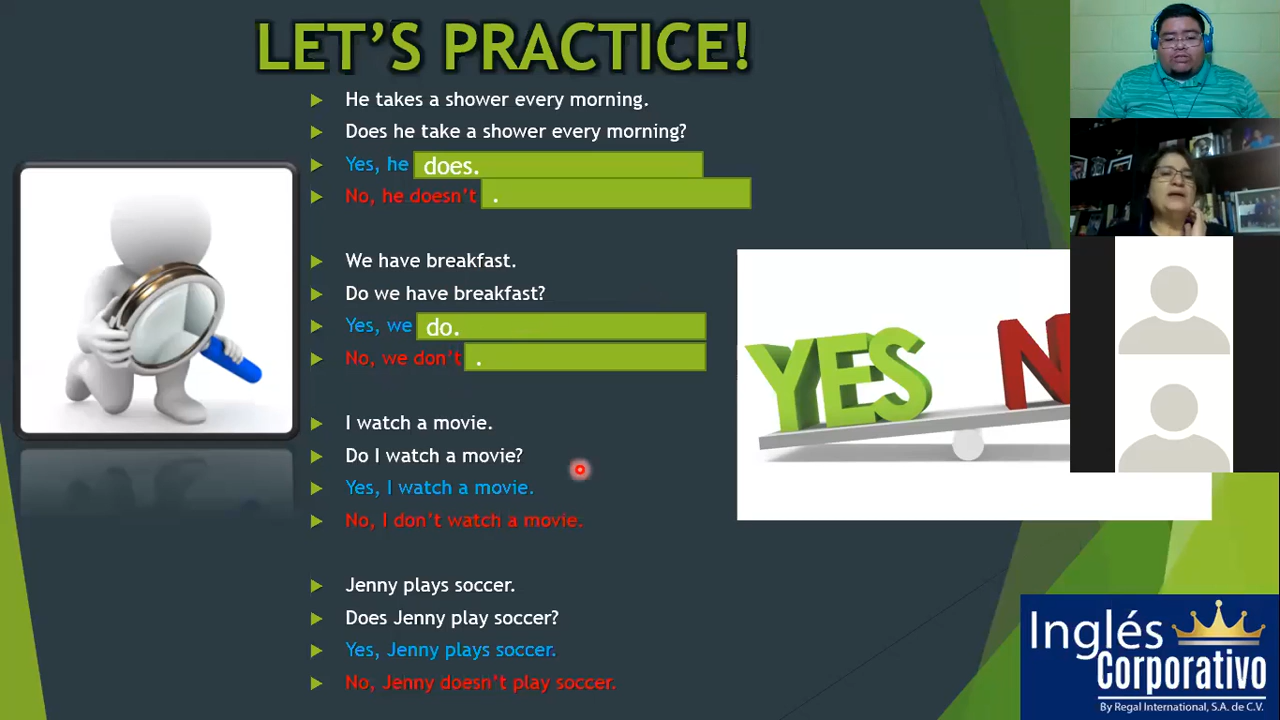 LET'S PRACTICE!
He takes a shower every morning.
Does he take a shower every morning?
Yes, he does.
No, he doesn't .
We have breakfast.
Do we have breakfast?
Yes, we do.
No, we don't .
I watch a movie.
Do I watch a movie?
Yes, I watch a movie.
No, I don't watch a movie.
Jenny plays soccer.
Does Jenny play soccer?
Yes, Jenny plays soccer.
No, Jenny doesn't play soccer.
YES N
Inglés
Corporativo
By Regal International, S.A. de C.V.